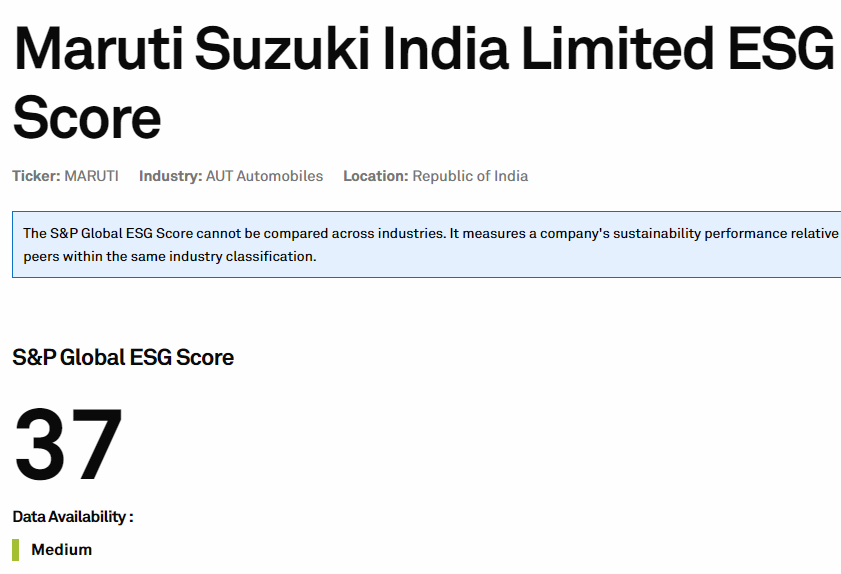 Maruti Suzuki India Limited ESG
Score
Ticker: MARUTI Industry: AUT Automobiles Location: Republic of India
The S&P Global ESG Score cannot be compared across industries. It measures a company's sustainability performance relative
peers within the same industry classification.
S&P Global ESG Score
37
Data Availability :
Medium